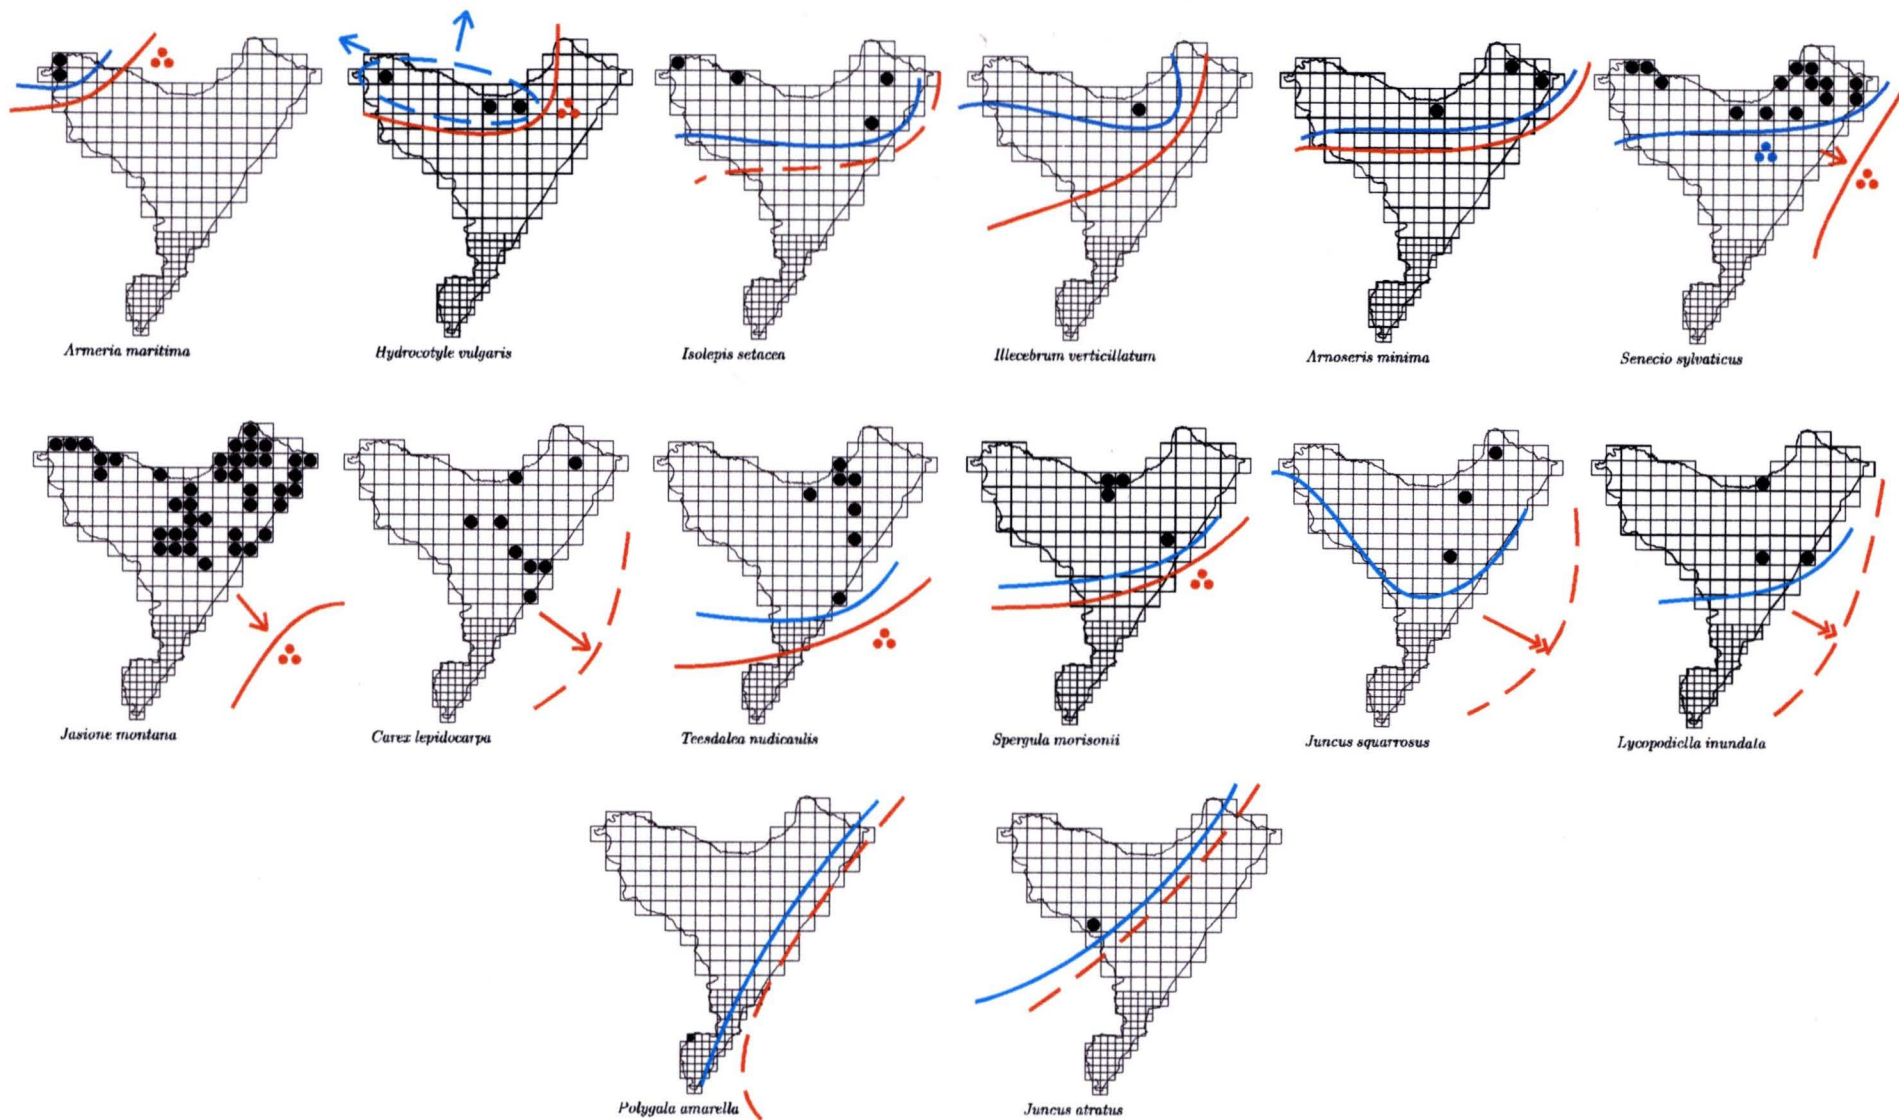 Armeria maritima
Hydrocotyle vulgaris
Isolepis setacea
Illecebrum verticillatum
Arnoseris minima
Senecio sylvaticus
Jasione montana
Carex lepidocarpa
Teesdalea nudicaulis
Spergula morisonii
Juncus squarrosus
Lycopodiella inundata
Polygala amarella
Juncus atratus